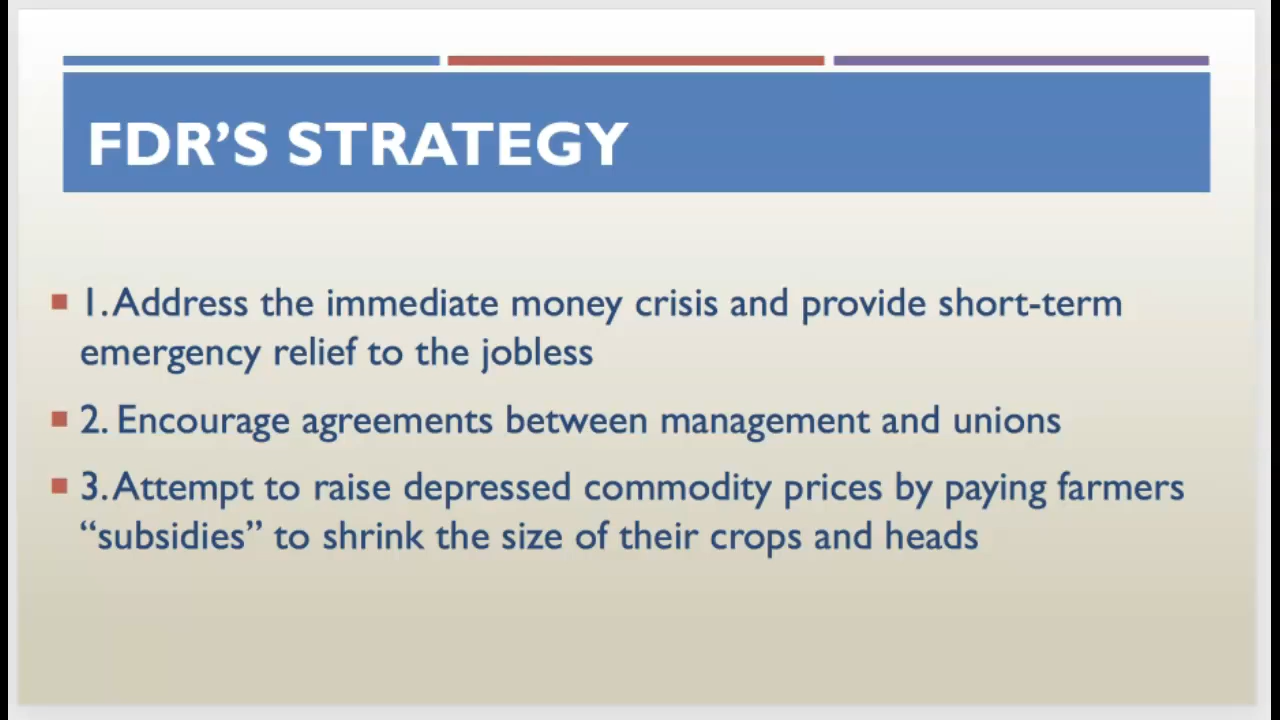 FDR’S STRATEGY
1. Address the immediate money crisis and provide short-term
emergency relief to the jobless
2. Encourage agreements between management and unions
3. Attempt to raise depressed commodity prices by paying farmers
“subsidies” to shrink the size of their crops and heads